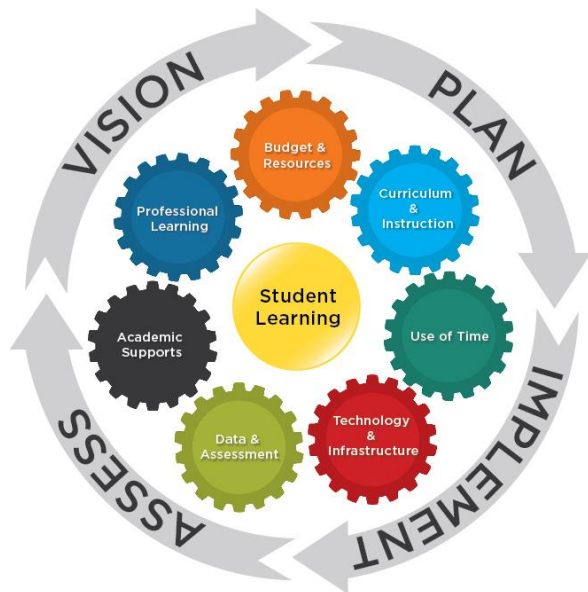 VISION
PLAN
IMPLEMENT
ASSESS
Budget &
Resources
Curriculum
&
Instruction
Use of Time
Technology
&
Infrastructure
Data &
Assessment
Academic
Supports
Professional
Learning
Student
Learning